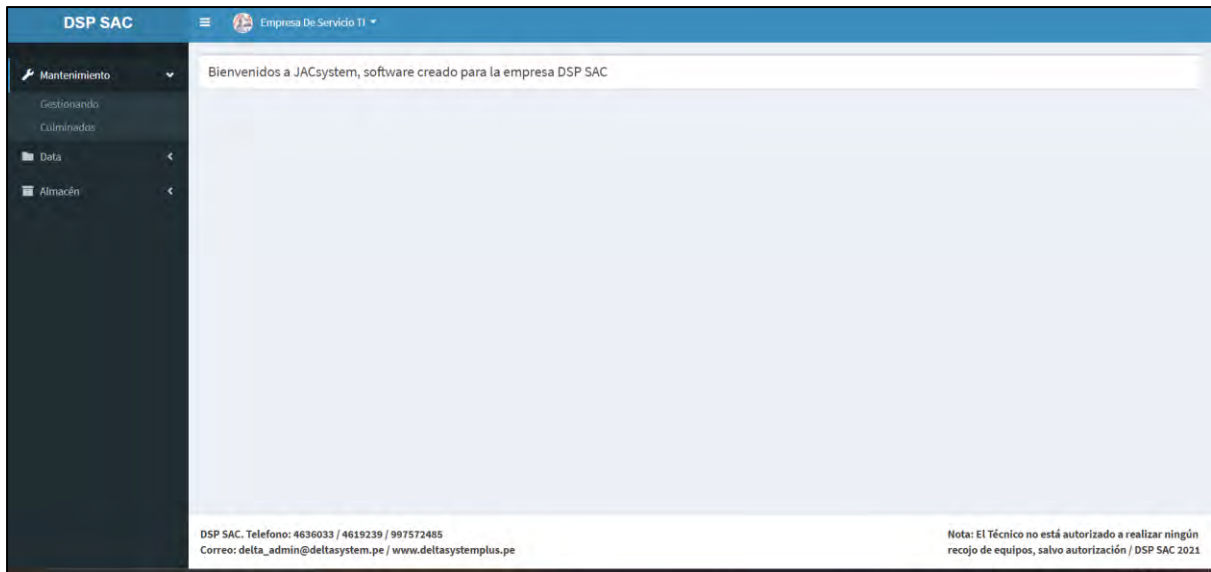 DSP SAC
Empresa De Servicio TI
Mantenimiento
Gestionando
Culminados
Data
Almacén
Bienvenidos a JACsystem, software creado para la empresa DSP SAC
DSP SAC. Telefono: 4636033 / 4619239 / 997572485
Correo: delta_admin@deltasystem.pe / www.deltasystemplus.pe
Nota: El Técnico no está autorizado a realizar ningún
recojo de equipos, salvo autorización / DSP SAC 2021